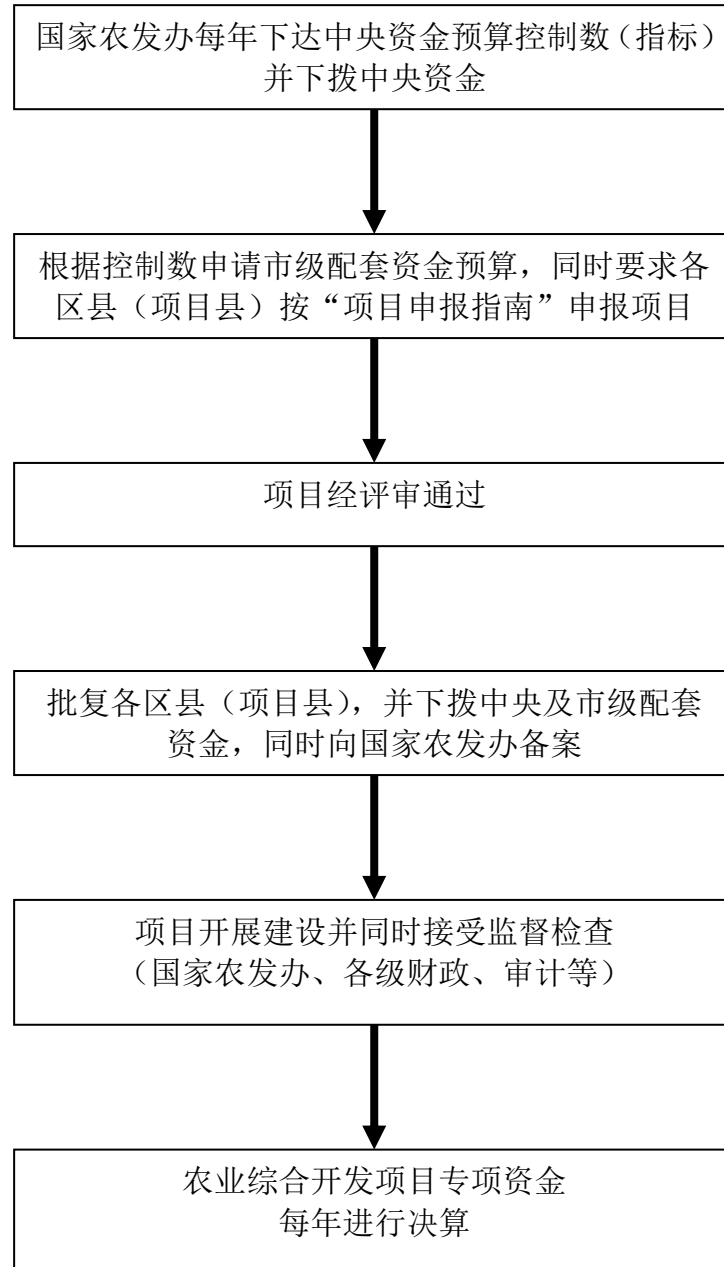 国家农发办每年下达中央资金预算控制数（指标）
并下拨中央资金
根据控制数申请市级配套资金预算，同时要求各
区县（项目县）按“项目申报指南”申报项目
项目经评审通过
批复各区县（项目县），并下拨中央及市级配套
资金，同时向国家农发办备案
项目开展建设并同时接受监督检查
（国家农发办、各级财政、审计等）
农业综合开发项目专项资金
每年进行决算